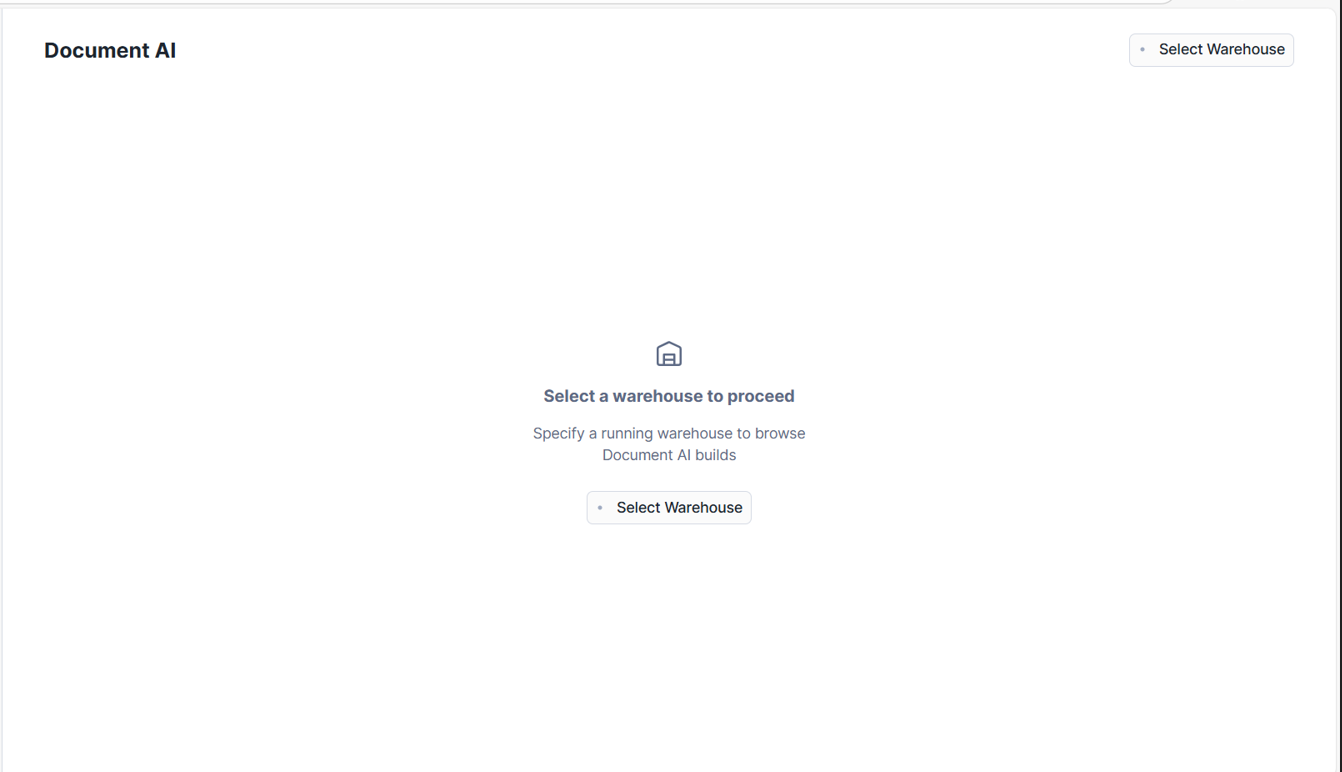 Document AI
Select Warehouse
Select a warehouse to proceed
Specify a running warehouse to browse
Document AI builds
Select Warehouse